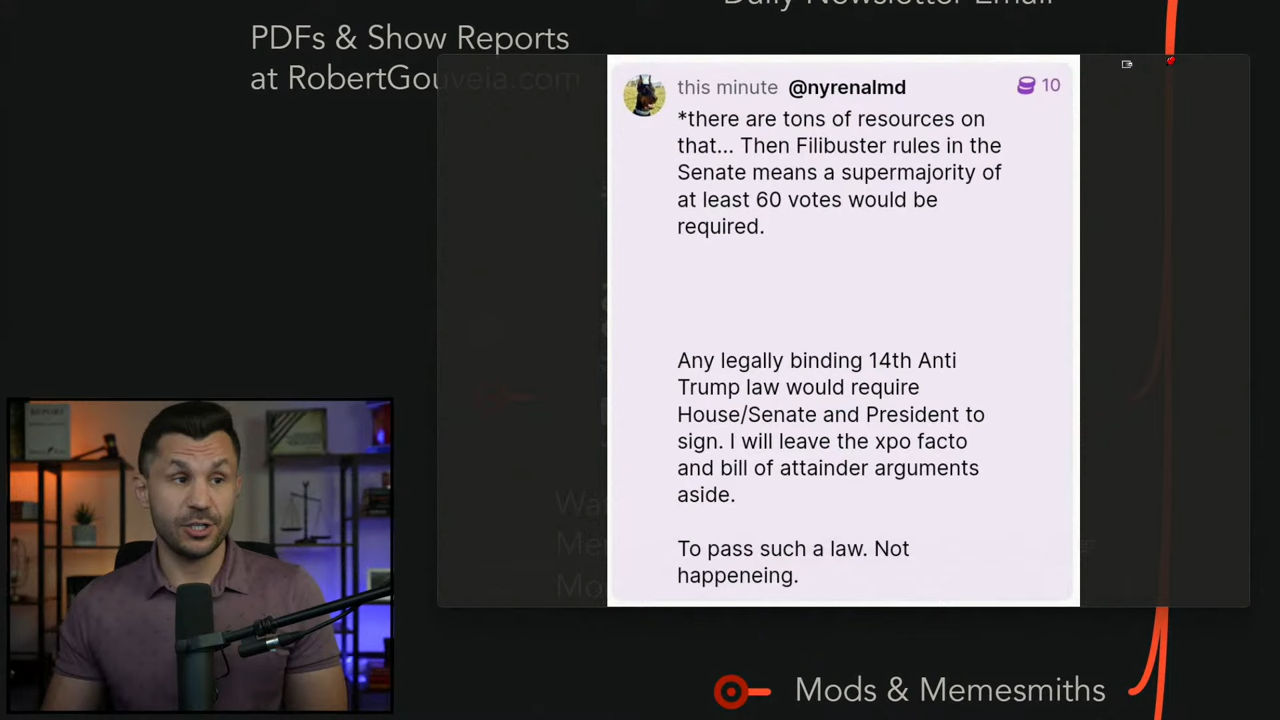 Daily Newsletter Email
PDFs & Show Reports
at RobertGouveia.com
this minute @nyrenalmd
10
*there are tons of resources on
that... Then Filibuster rules in the
Senate means a supermajority of
at least 60 votes would be
required.
Any legally binding 14th Anti
Trump law would require
House/Senate and President to
sign. I will leave the xpo facto
and bill of attainder arguments
aside.
To pass such a law. Not
happeneing.
Mods & Memesmiths